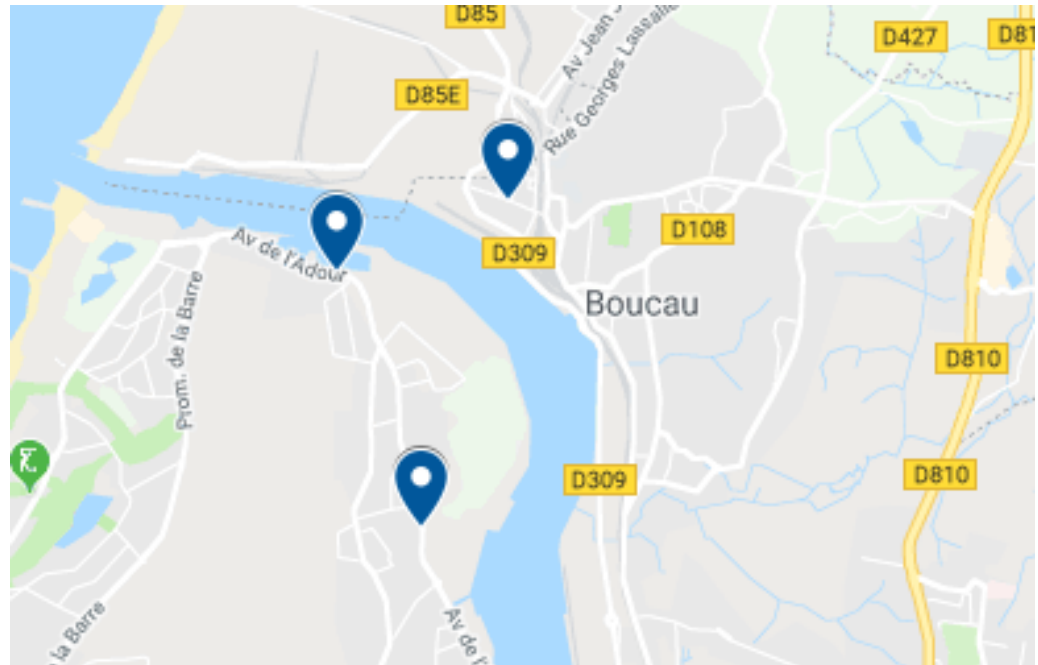 D85
Av Jean
Rue Georges Lassalle
D427
D81
D85E
D108
Av de l'Adour
D309
Prom. de la Barre
Boucau
D810
D309
D810
la Barre
Av de l'